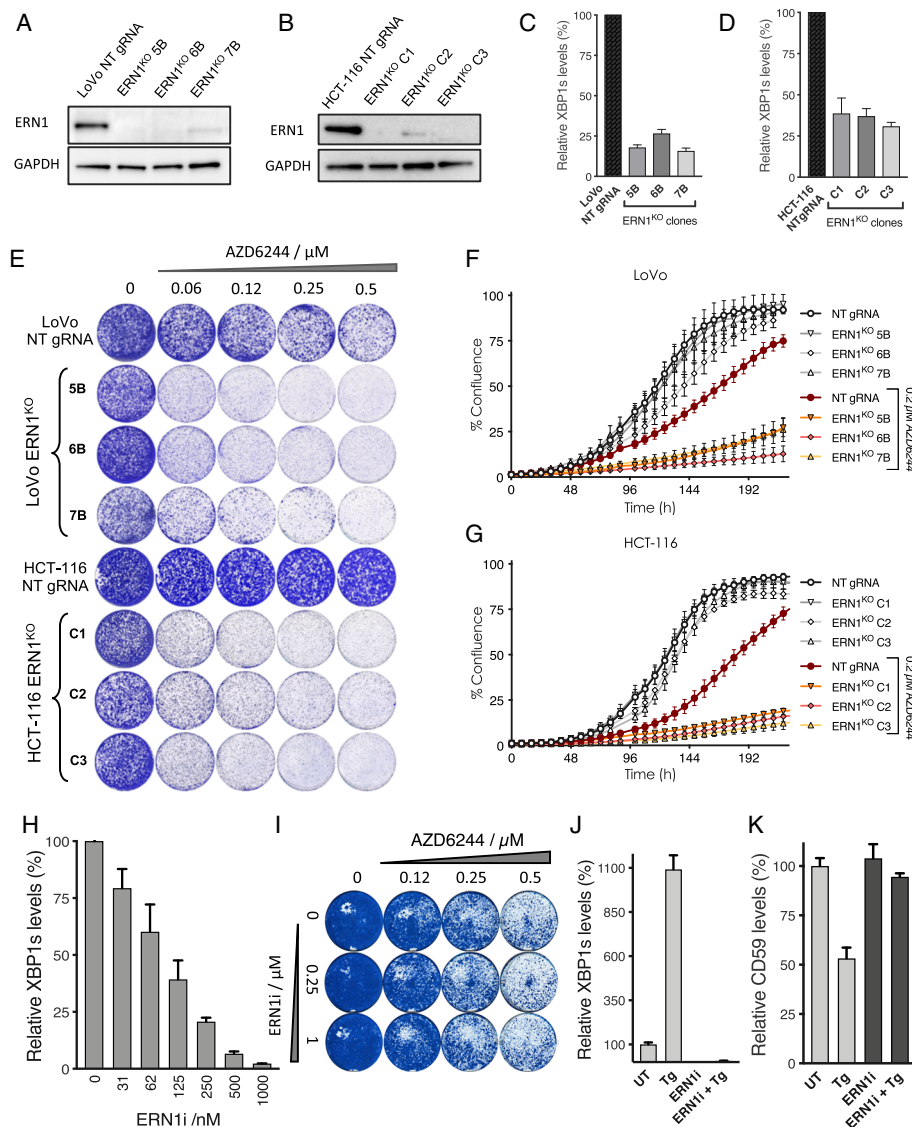 A
LoVo NT gRNA
ERN1KO 5B
ERN1KO 6B
ERN1KO 7B
ERN1
GAPDH
B
HCT-116 NT gRNA
ERN1KO C1
ERN1KO C2
ERN1KO C3
ERN1
GAPDH
C
Relative XBP1s levels (%)
100
75
50
25
0
LoVo
NT gRNA
5B
6B
7B
ERN1KO clones
D
Relative XBP1s levels (%)
100
75
50
25
0
HCT-116
NTgRNA
C1
C2
C3
ERN1KO clones
E
AZD6244 / µM
0
0.06
0.12
0.25
0.5
LoVo
NT gRNA
LoVo ERN1KO
5B
6B
7B
HCT-116
NT gRNA
HCT-116 ERN1KO
C1
C2
C3
F
LoVo
% Confluence
100
75
50
25
0
0
48
96
144
192
Time (h)
NT gRNA
ERN1KO 5B
ERN1KO 6B
ERN1KO 7B
NT gRNA
ERN1KO 5B
ERN1KO 6B
ERN1KO 7B
0.2 µM AZD6244
G
HCT-116
% Confluence
100
75
50
25
0
0
48
96
144
192
Time (h)
NT gRNA
ERN1KO C1
ERN1KO C2
ERN1KO C3
NT gRNA
ERN1KO C1
ERN1KO C2
ERN1KO C3
0.2 µM AZD6244
H
Relative XBP1s levels (%)
100
75
50
25
0
0
31
62
125
250
500
1000
ERN1i /nM
I
AZD6244 / µM
0
0.12
0.25
0.5
ERN1i / µM
0
0.25
1
J
Relative XBP1s levels (%)
1100
850
600
350
100
UT
Tg
ERN1i
ERN1i + Tg
K
Relative CD59 levels (%)
100
75
50
25
0
UT
Tg
ERN1i
ERN1i + Tg